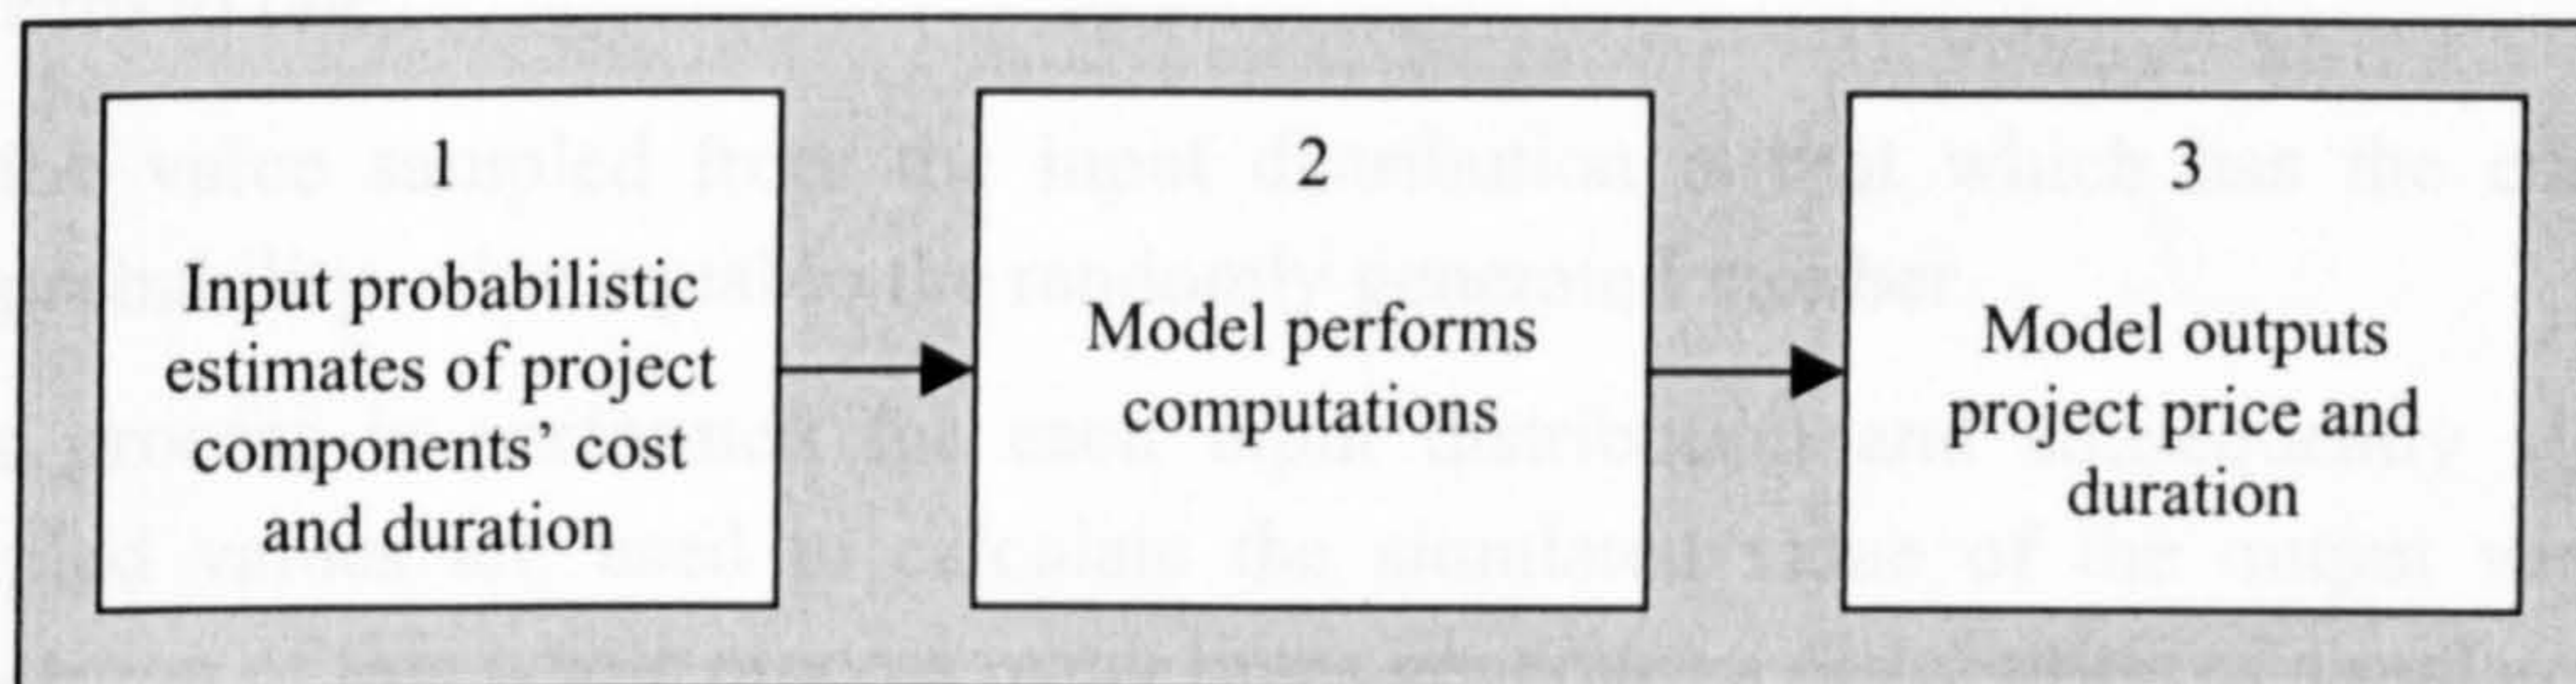 1
Input probabilistic
estimates of project
components’ cost
and duration
2
Model performs
computations
3
Model outputs
project price and
duration